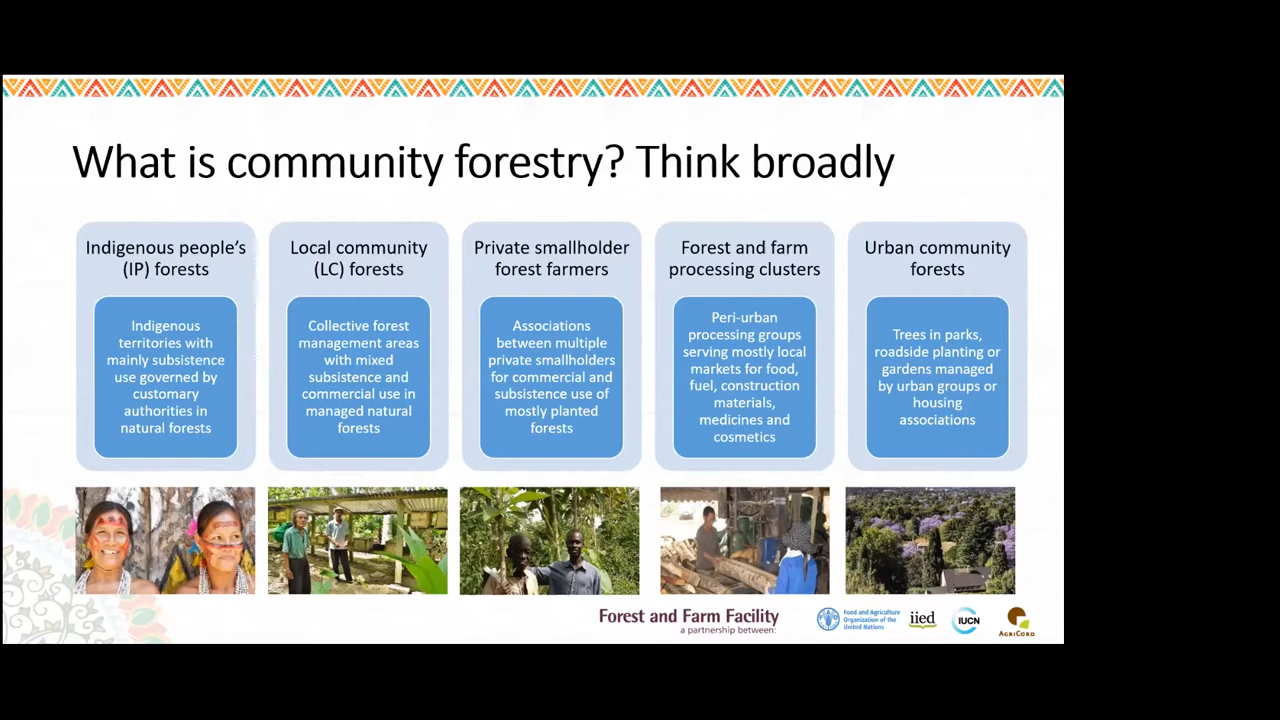 What is community forestry? Think broadly
Indigenous people's
(IP) forests
Indigenous
territories with
mainly subsistence
use governed by
customary
authorities in
natural forests
Local community
(LC) forests
Collective forest
management areas
with mixed
subsistence and
commercial use in
managed natural
forests
Private smallholder
forest farmers
Associations
between multiple
private smallholders
for commercial and
subsistence use of
mostly planted
forests
Forest and farm
processing clusters
Peri-urban
processing groups
serving mostly local
markets for food,
fuel, construction
materials,
medicines and
cosmetics
Urban community
forests
Trees in parks,
roadside planting or
gardens managed
by urban groups or
housing
associations
Forest and Farm Facility
a partnership between:
Food and Agriculture
Organization of the
United Nations
iied
IUCN
AGRICORD